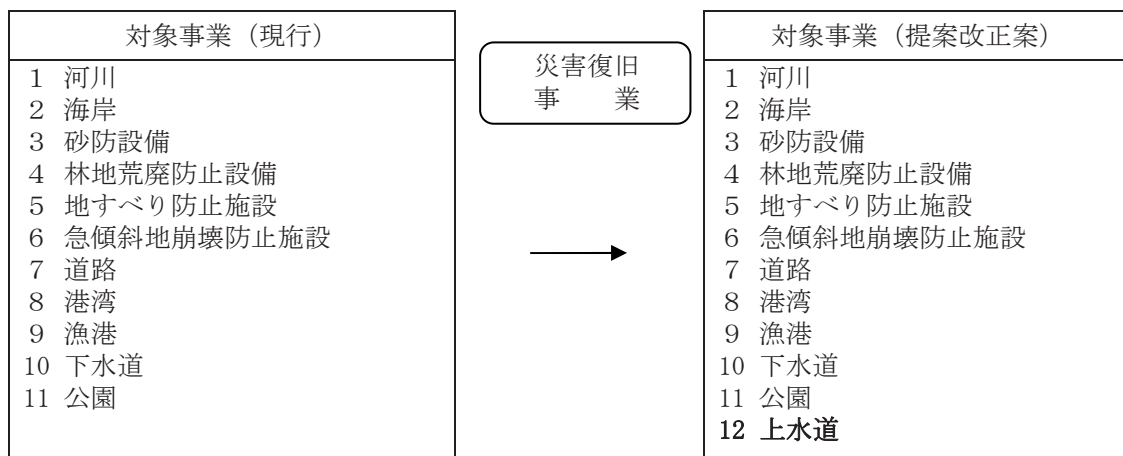 対象事業（現行）
1 河川
2 海岸
3 砂防設備
4 林地荒廃防止設備
5 地すべり防止施設
6 急傾斜地崩壊防止施設
7 道路
8 港湾
9 漁港
10 下水道
11 公園
災害復旧
事　　業
対象事業（提案改正案）
1 河川
2 海岸
3 砂防設備
4 林地荒廃防止設備
5 地すべり防止施設
6 急傾斜地崩壊防止施設
7 道路
8 港湾
9 漁港
10 下水道
11 公園
12 上水道